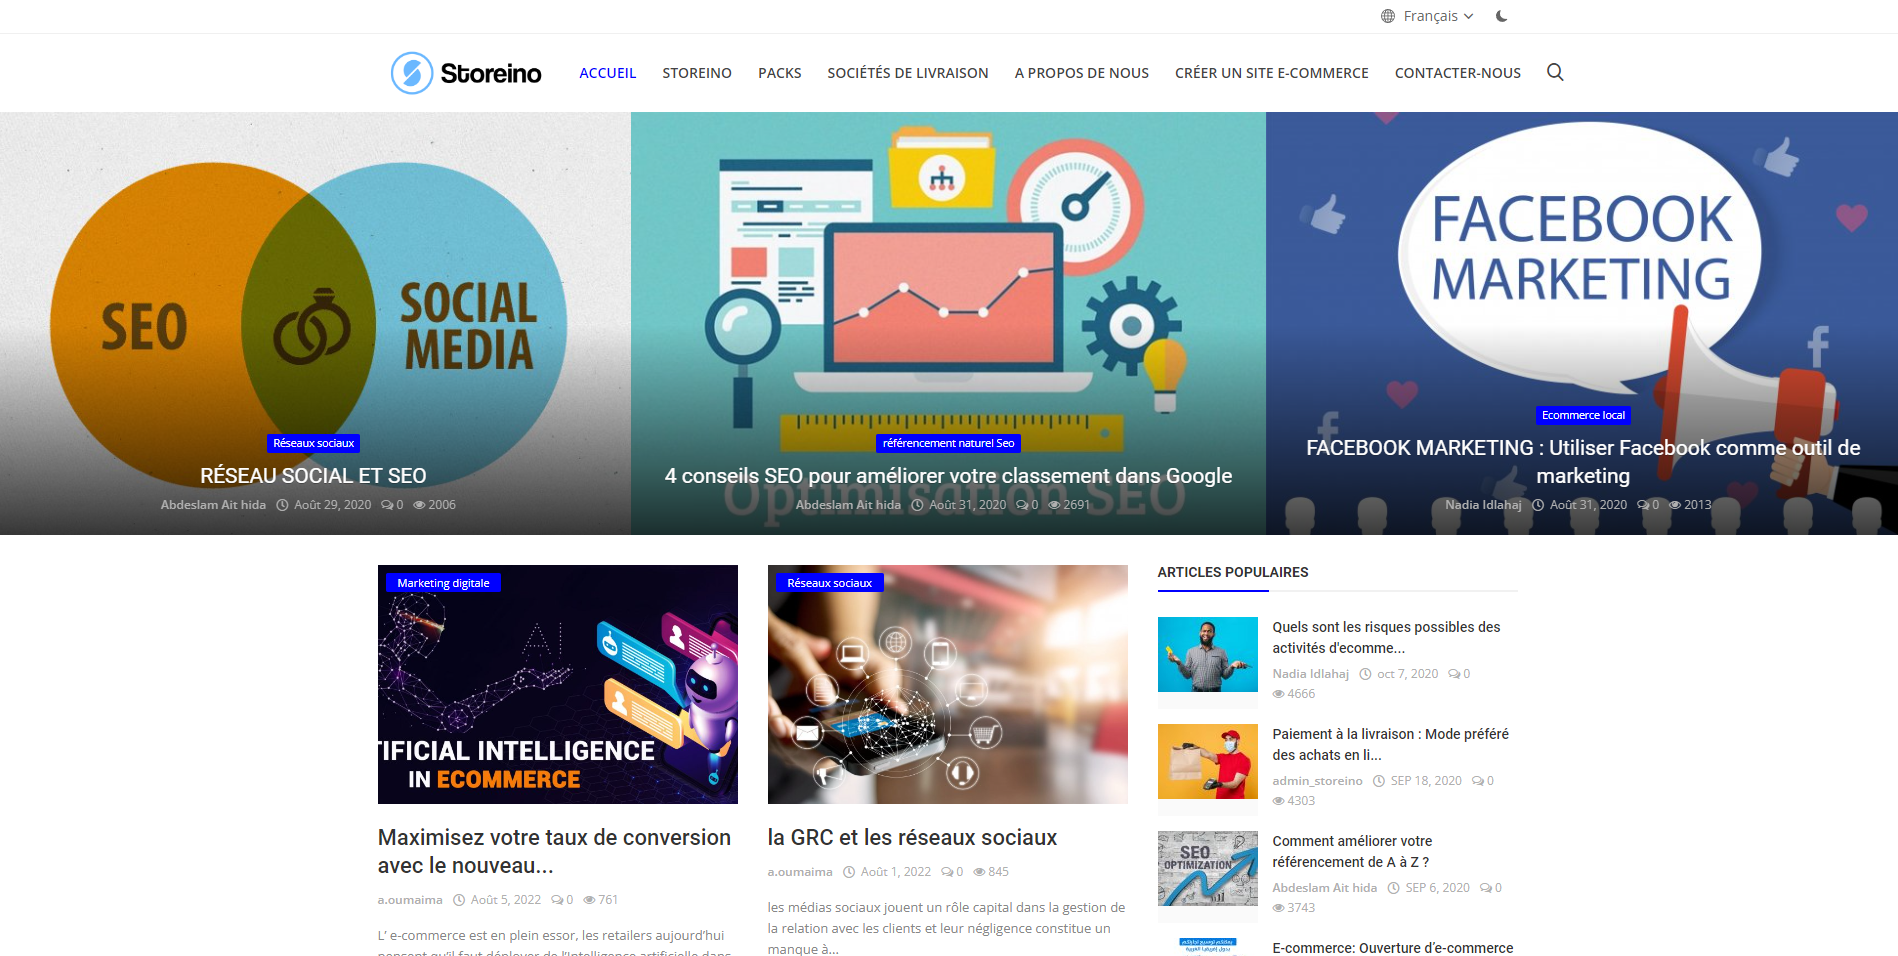 Français
Storeino
ACCUEIL
STOREINO
PACKS
SOCIÉTÉS DE LIVRAISON
A PROPOS DE NOUS
CRÉER UN SITE E-COMMERCE
CONTACTER-NOUS
SEO
SOCIAL
MEDIA
Réseaux sociaux
RÉSEAU SOCIAL ET SEO
Abdeslam Ait hida Août 29, 2020 0 2006
référencement naturel Seo
4 conseils SEO pour améliorer votre classement dans Google
Optimisation SEO
Abdeslam Ait hida Août 31, 2020 0 2691
FACEBOOK
MARKETING
Ecommerce local
FACEBOOK MARKETING : Utiliser Facebook comme outil de
marketing
Nadia Idlahaj Août 31, 2020 0 2013
Marketing digitale
AI
TIFICIAL INTELLIGENCE
IN ECOMMERCE
Maximisez votre taux de conversion
avec le nouveau...
a.oumaima Août 5, 2022 0 761
L’ e-commerce est en plein essor, les retailers aujourd’hui
pensent qu’il faut déployer de l’Intelligence artificielle dans
Réseaux sociaux
la GRC et les réseaux sociaux
a.oumaima Août 1, 2022 0 845
les médias sociaux jouent un rôle capital dans la gestion de
la relation avec les clients et leur négligence constitue un
manque à...
ARTICLES POPULAIRES
Quels sont les risques possibles des
activités d'ecomme...
Nadia Idlahaj oct 7, 2020 0
4666
Paiement à la livraison : Mode préféré
des achats en li...
admin_storeino SEP 18, 2020 0
4303
SEO
OPTIMIZATION
Comment améliorer votre
référencement de A à Z ?
Abdeslam Ait hida SEP 6, 2020 0
3743
E-commerce: Ouverture d’e-commerce